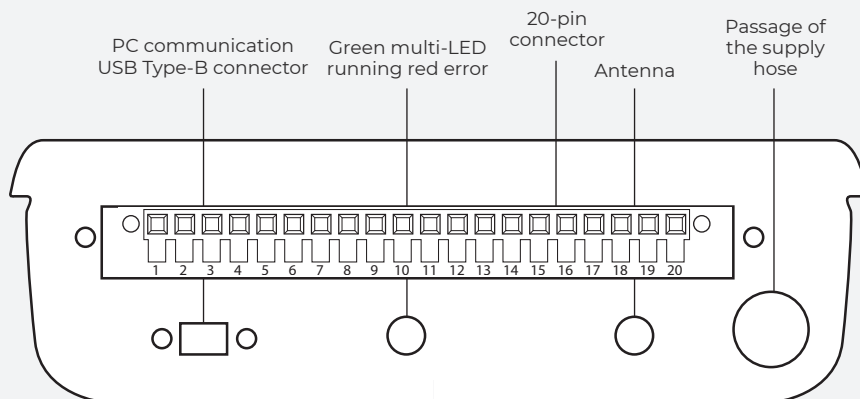 PC communication
USB Type-B connector
Green multi-LED
running red error
20-pin
connector
Antenna
Passage of
the supply
hose
1 2 3 4 5 6 7 8 9 10 11 12 13 14 15 16 17 18 19 20